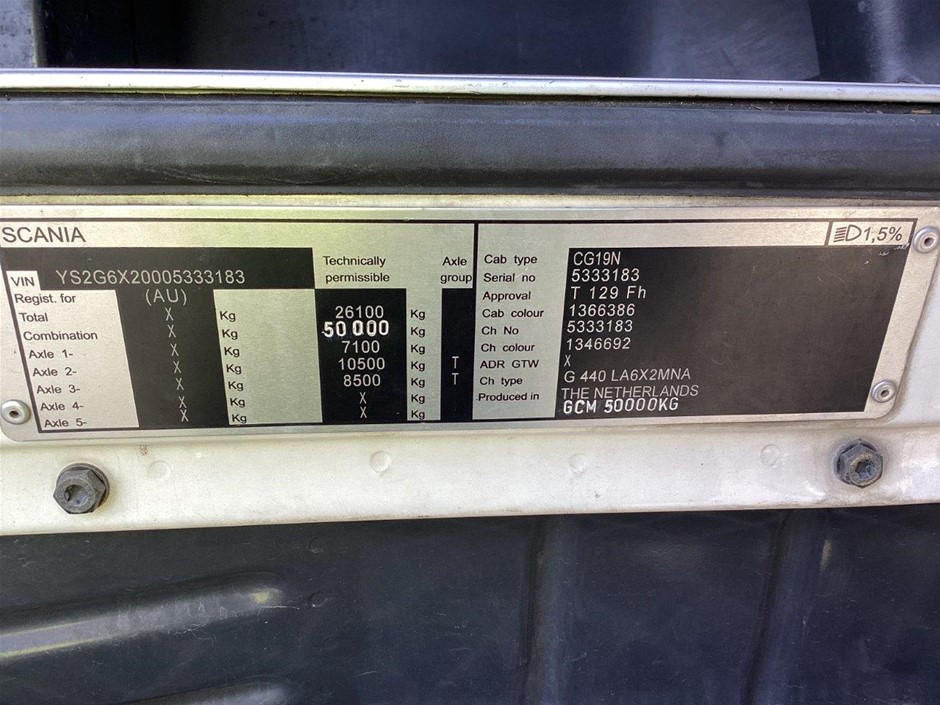 SCANIA
VIN YS2G6X20005333183
Regist. for (AU)
Technically permissible
Axle group
Total X Kg 26100 Kg
Combination X Kg 50000 Kg
Axle 1- X Kg 7100 Kg
Axle 2- X Kg 10500 Kg T
Axle 3- X Kg 8500 Kg T
Axle 4- X Kg X Kg
Axle 5- X Kg X Kg
1,5%
Cab type CG19N
Serial no 5333183
Approval T 129 Fh
Cab colour 1366386
Ch No 5333183
Ch colour 1346692
ADR GTW X
Ch type G 440 LA6X2MNA
Produced in THE NETHERLANDS
GCM 50000KG